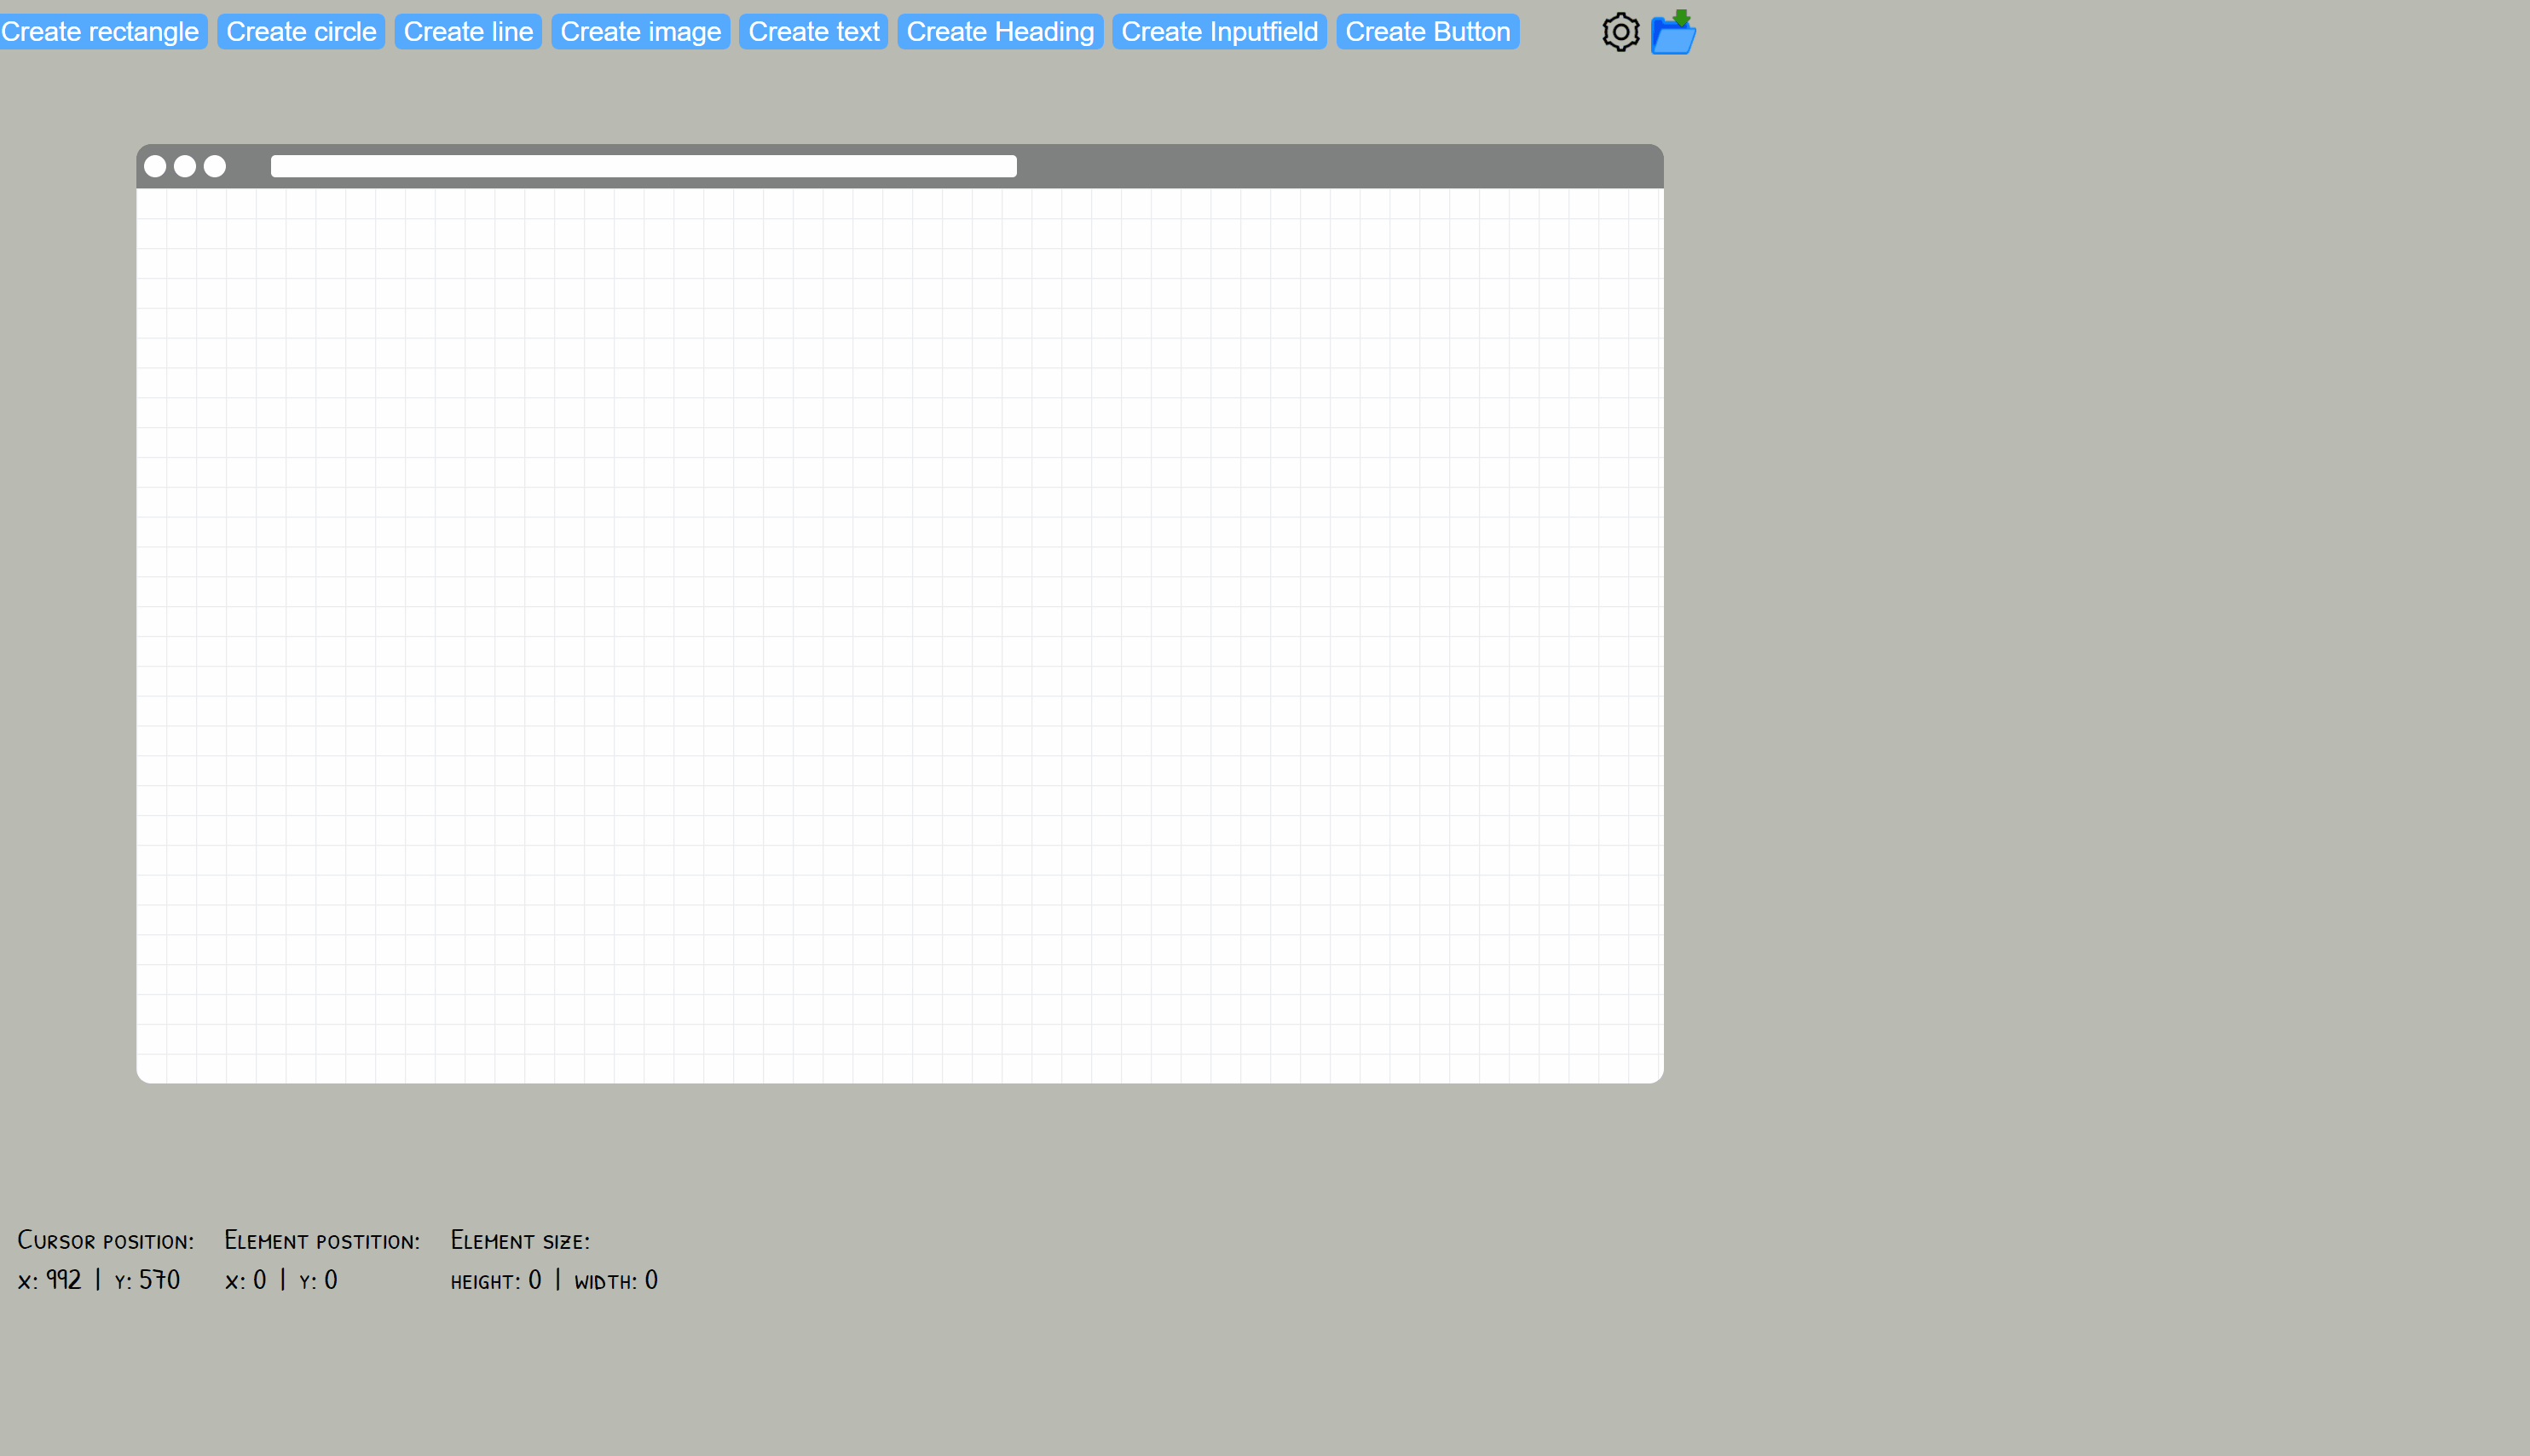 Create rectangle Create circle Create line Create image Create text Create Heading Create Inputfield Create Button
Cursor position: Element postition: Element size:
x: 992 | y: 570 x: 0 | y: 0 height: 0 | width: 0